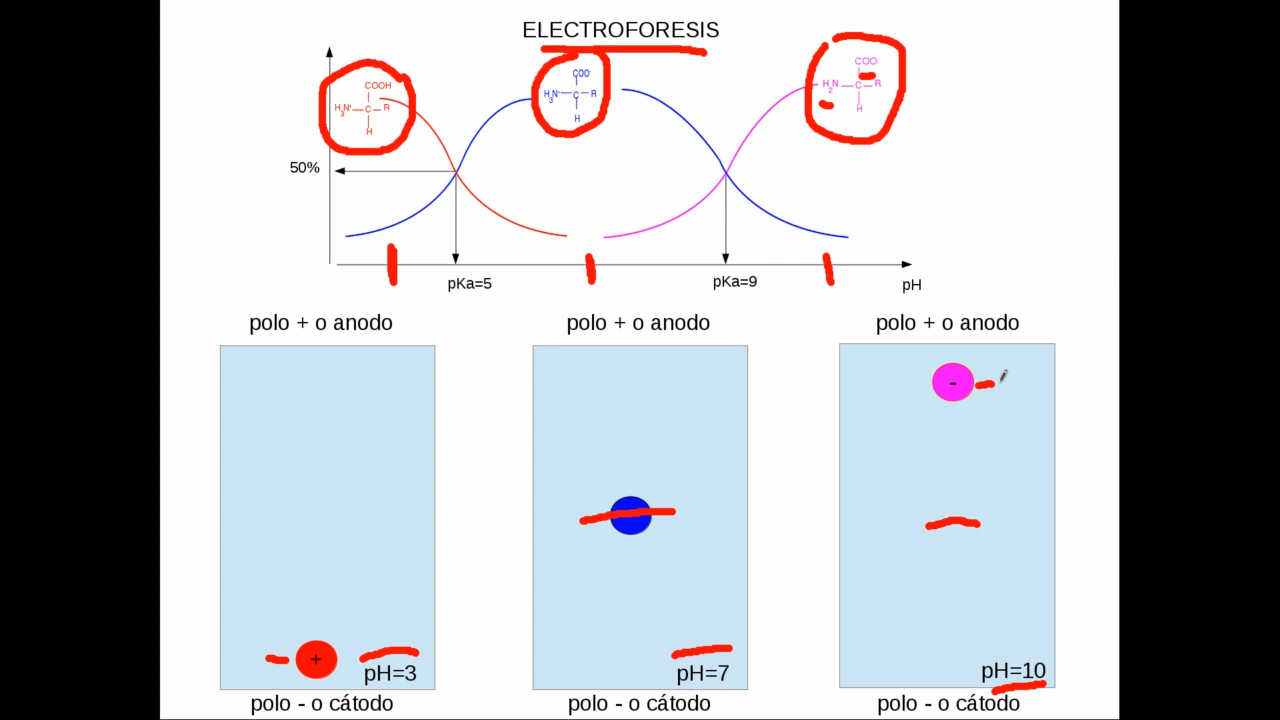 ELECTROFORESIS
COOH
H3N+ C R
H
COO-
H3N+ C R
H
COO-
H2N C R
H
50%
pKa=5
pKa=9
pH
polo + o anodo
polo + o anodo
polo + o anodo
-
+
pH=3
pH=7
pH=10
polo - o cátodo
polo - o cátodo
polo - o cátodo